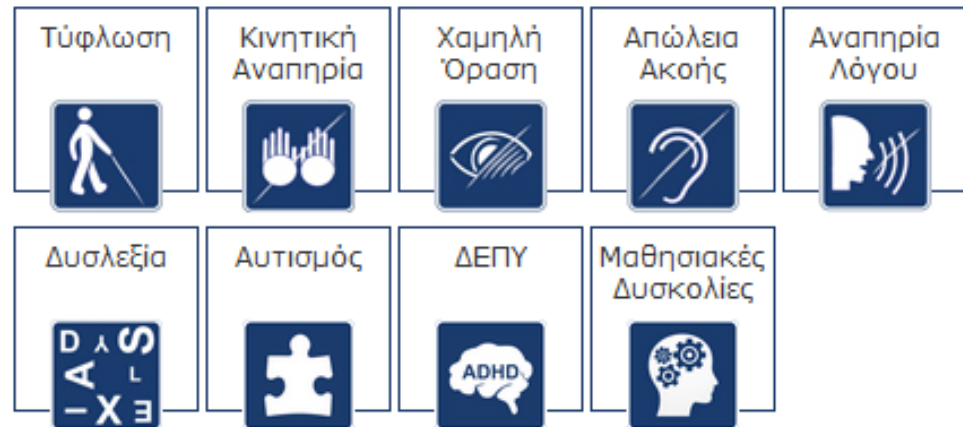 Τύφλωση
Κινητική
Αναπηρία
Χαμηλή
Όραση
Απώλεια
Ακοής
Αναπηρία
Λόγου
Δυσλεξία
D Y S
A L
I X E
Αυτισμός
ΔΕΠΥ
ADHD
Μαθησιακές
Δυσκολίες